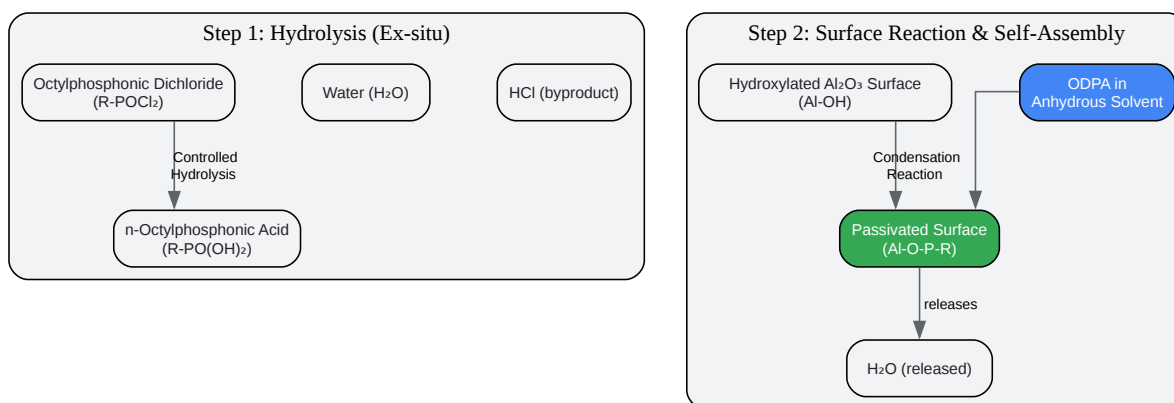 Step 1: Hydrolysis (Ex-situ)
Octylphosphonic Dichloride
(R-POCl₂)
Water (H₂O)
HCl (byproduct)
Controlled
Hydrolysis
n-Octylphosphonic Acid
(R-PO(OH)₂)
Step 2: Surface Reaction & Self-Assembly
Hydroxylated Al₂O₃ Surface
(Al-OH)
ODPA in
Anhydrous Solvent
Condensation
Reaction
Passivated Surface
(Al-O-P-R)
releases
H₂O (released)